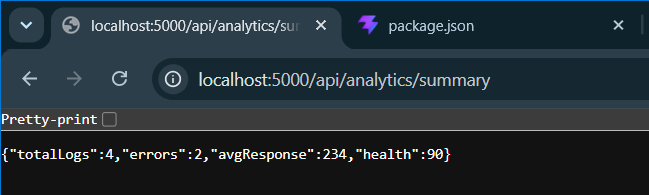 localhost:5000/api/analytics/sur
package.json
localhost:5000/api/analytics/summary
Pretty-print
{"totalLogs":4,"errors":2,"avgResponse":234,"health":90}